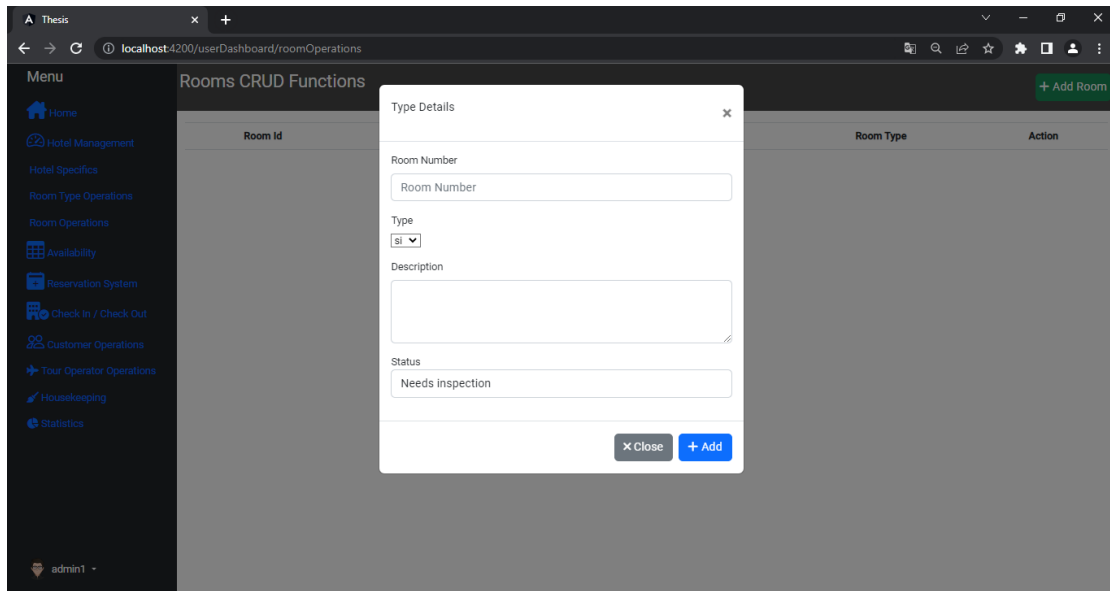 Thesis
localhost:4200/userDashboard/roomOperations
Menu
Rooms CRUD Functions
+ Add Room
Home
Hotel Management
Hotel Specifics
Room Type Operations
Room Operations
Availability
Reservation System
Check In / Check Out
Customer Operations
Tour Operator Operations
Housekeeping
Statistics
admin1
Room Id
Room Type
Action
Type Details
Room Number
Room Number
Type
si
Description
Status
Needs inspection
Close
+ Add